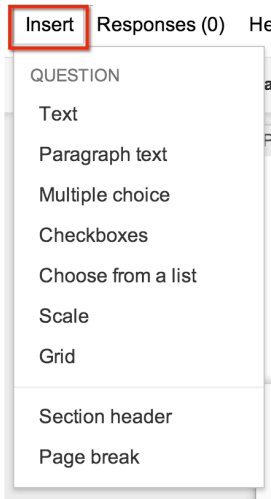 Insert Responses (0)
QUESTION
Text
Paragraph text
Multiple choice
Checkboxes
Choose from a list
Scale
Grid
Section header
Page break